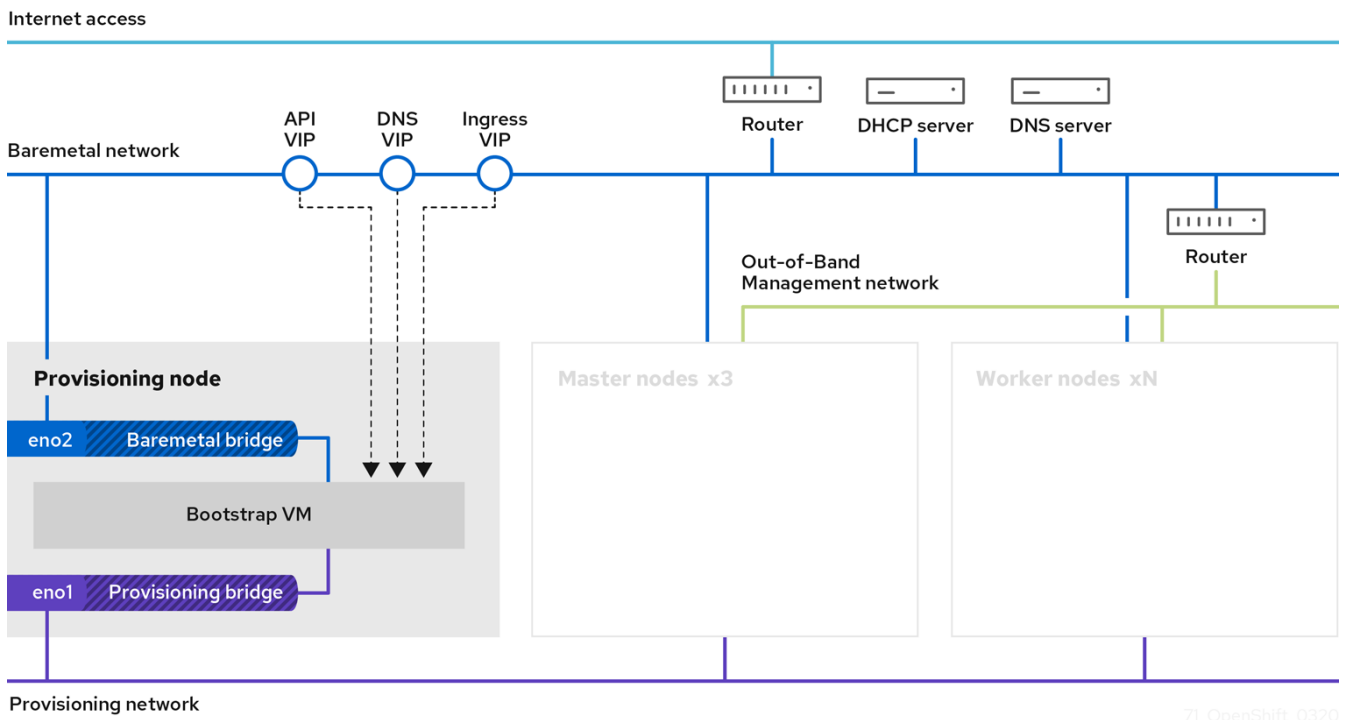 Internet access
API
VIP
DNS
VIP
Ingress
VIP
Router
DHCP server
DNS server
Baremetal network
Router
Out-of-Band
Management network
Provisioning node
Master nodes x3
Worker nodes xN
eno2
Baremetal bridge
Bootstrap VM
eno1
Provisioning bridge
Provisioning network
71_OpenShift_0320